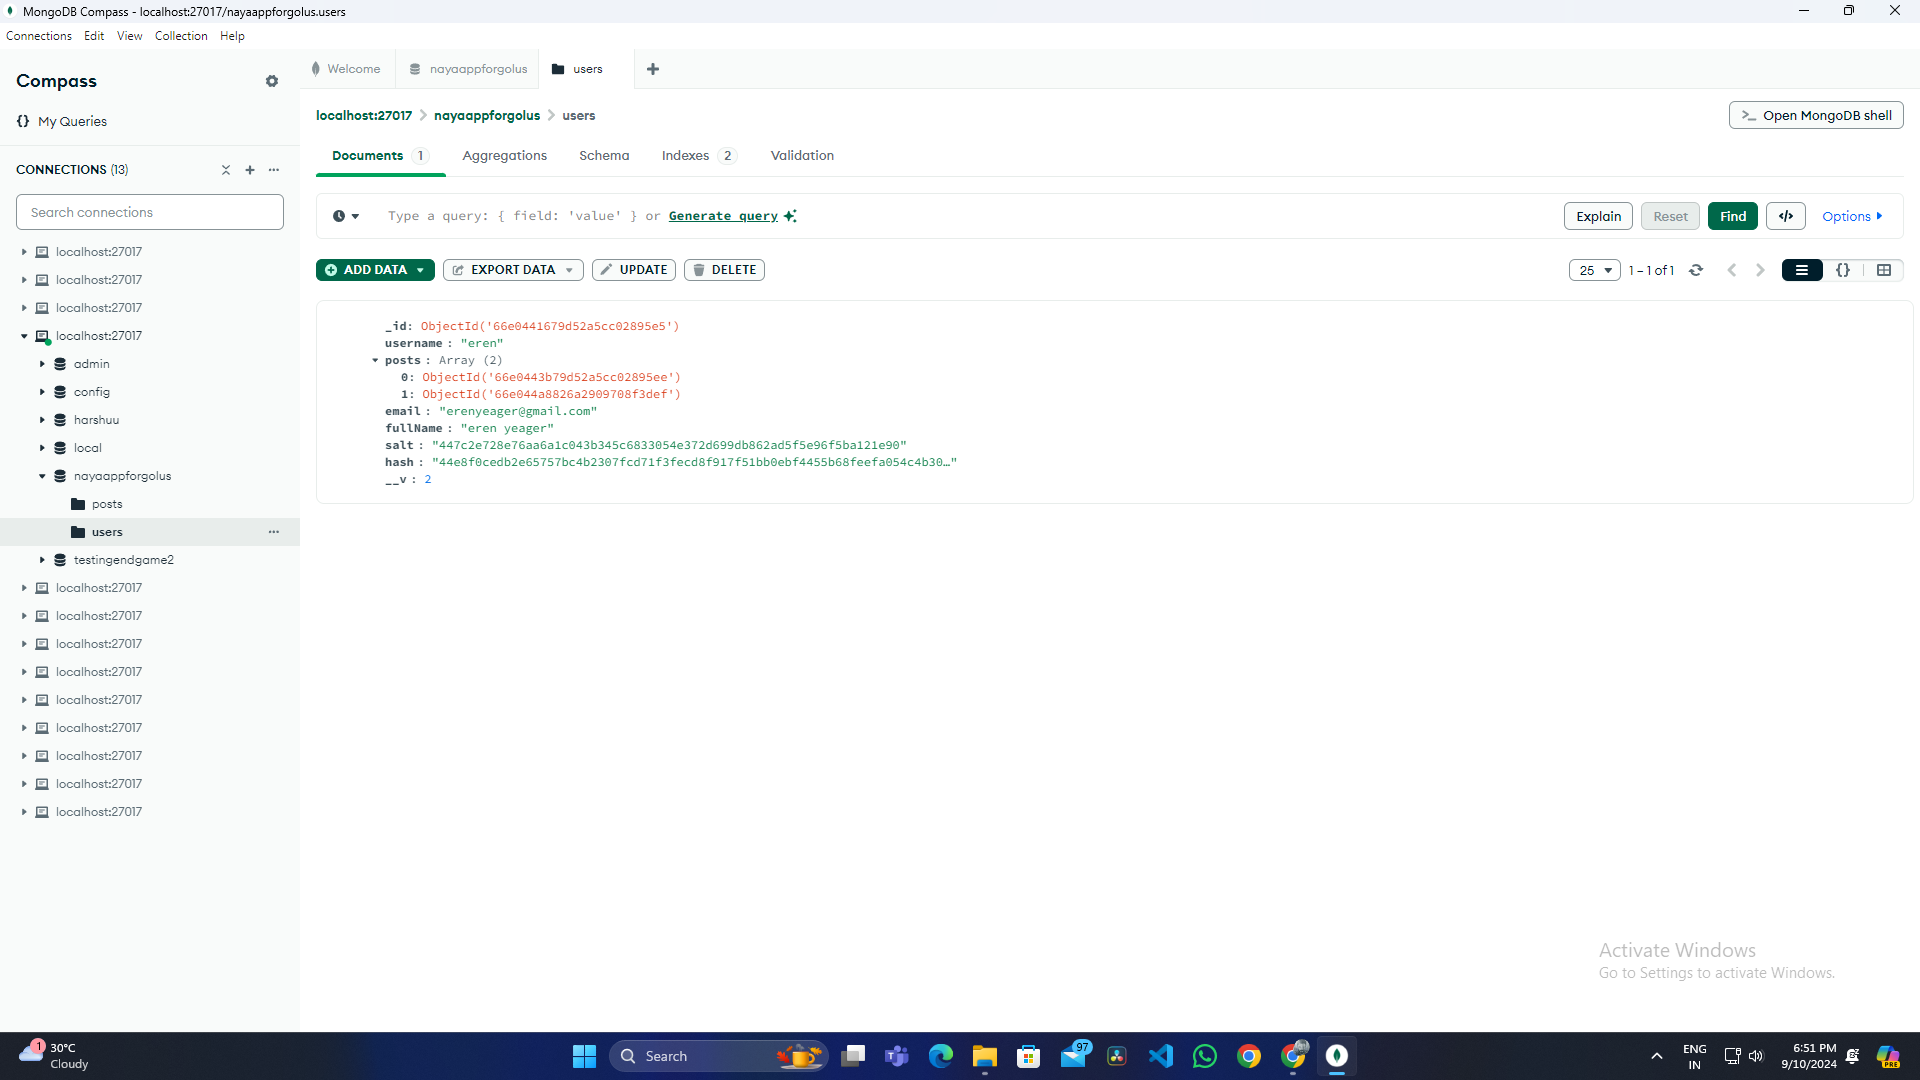 MongoDB Compass - localhost:27017/nayaappforgolus.users
Connections Edit View Collection Help
Compass
{} My Queries
CONNECTIONS (13)
Search connections
localhost:27017
localhost:27017
localhost:27017
localhost:27017
admin
config
harshuu
local
nayaappforgolus
posts
users
testingendgame2
localhost:27017
localhost:27017
localhost:27017
localhost:27017
localhost:27017
localhost:27017
localhost:27017
localhost:27017
localhost:27017
Welcome nayaappforgolus users
localhost:27017 > nayaappforgolus > users
>_ Open MongoDB shell
Documents 1 Aggregations Schema Indexes 2 Validation
Type a query: { field: 'value' } or Generate query
Explain Reset Find </> Options
ADD DATA EXPORT DATA UPDATE DELETE
25 1 – 1 of 1 {}
_id: ObjectId('66e0441679d52a5cc02895e5')
username : "eren"
posts : Array (2)
0: ObjectId('66e0443b79d52a5cc02895ee')
1: ObjectId('66e044a8826a2909708f3def')
email : "erenyeager@gmail.com"
fullName : "eren yeager"
salt : "447c2e728e76aa6a1c043b345c6833054e372d699db862ad5f5e96f5ba121e90"
hash : "44e8f0cedb2e65757bc4b2307fcd71f3fecd8f917f51bb0ebf4455b68feefa054c4b30…"
__v : 2
Activate Windows
Go to Settings to activate Windows.
1
30°C
Cloudy
Search
97
ENG
IN
6:51 PM
9/10/2024
PRE